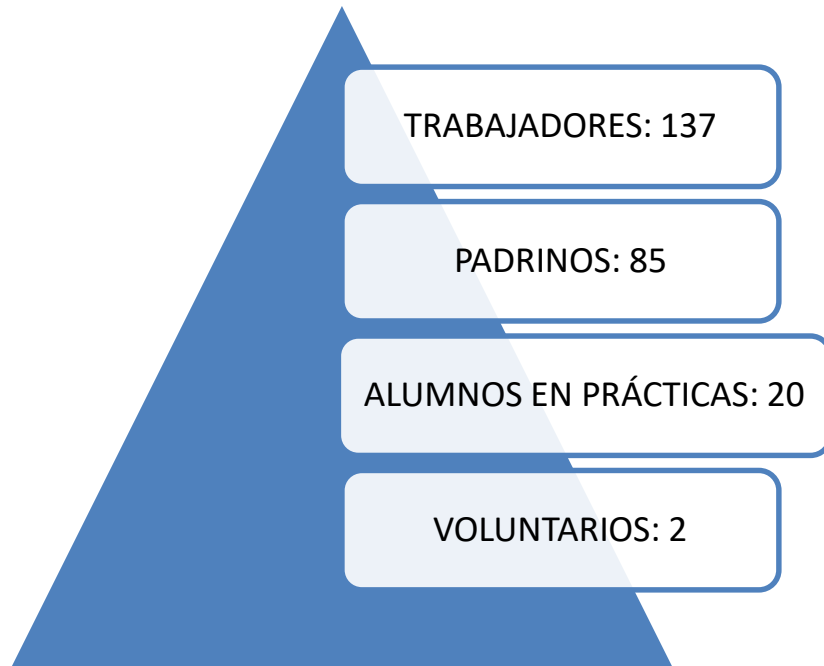 TRABAJADORES: 137
PADRINOS: 85
ALUMNOS EN PRÁCTICAS: 20
VOLUNTARIOS: 2